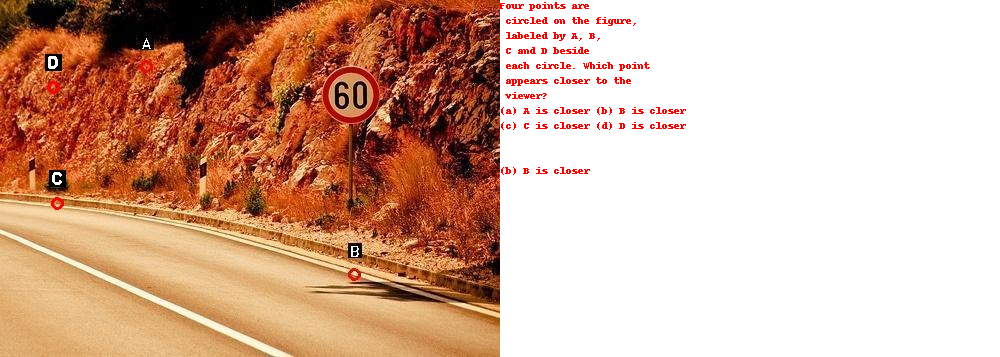 A
D
60
C
B
Four points are
circled on the figure,
labeled by A, B,
C and D beside
each circle. Which point
appears closer to the
viewer?
(a) A is closer (b) B is closer
(c) C is closer (d) D is closer
(b) B is closer